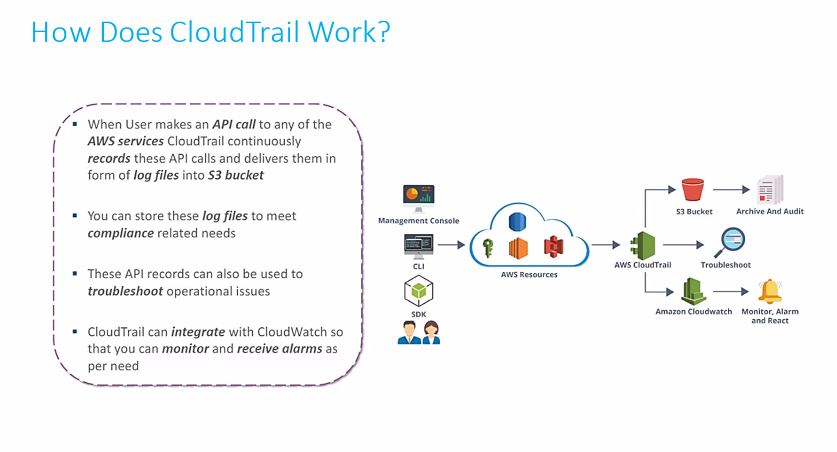 How Does CloudTrail Work?
▪ When User makes an API call to any of the
AWS services CloudTrail continuously
records these API calls and delivers them in
form of log files into S3 bucket
▪ You can store these log files to meet
compliance related needs
▪ These API records can also be used to
troubleshoot operational issues
▪ CloudTrail can integrate with CloudWatch so
that you can monitor and receive alarms as
per need
Management Console
CLI
SDK
AWS Resources
AWS CloudTrail
S3 Bucket
Archive And Audit
Troubleshoot
Amazon Cloudwatch
Monitor, Alarm
and React